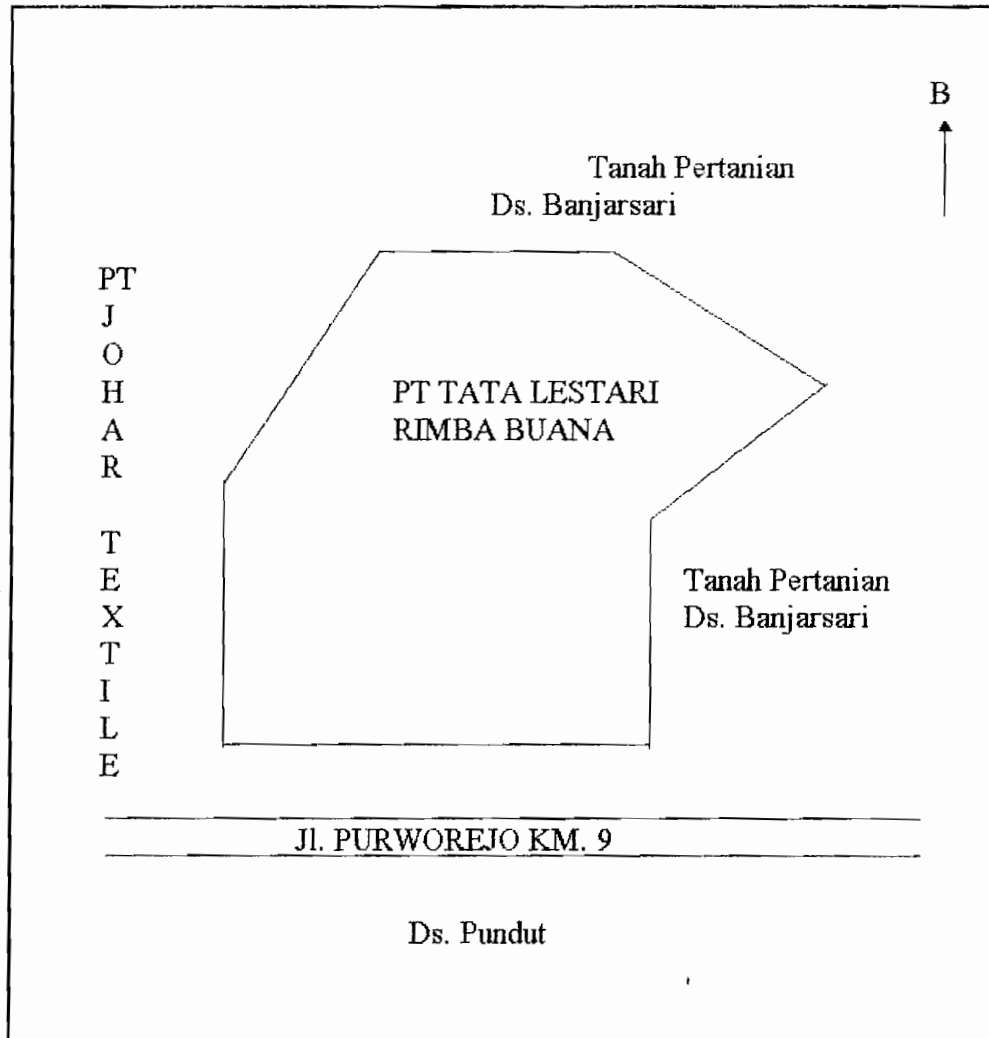 B
Tanah Pertanian
Ds. Banjarsari
PT
J
O
H
A
R
T
E
X
T
I
L
E
PT TATA LESTARI
RIMBA BUANA
Tanah Pertanian
Ds. Banjarsari
Jl. PURWOREJO KM. 9
Ds. Pundut